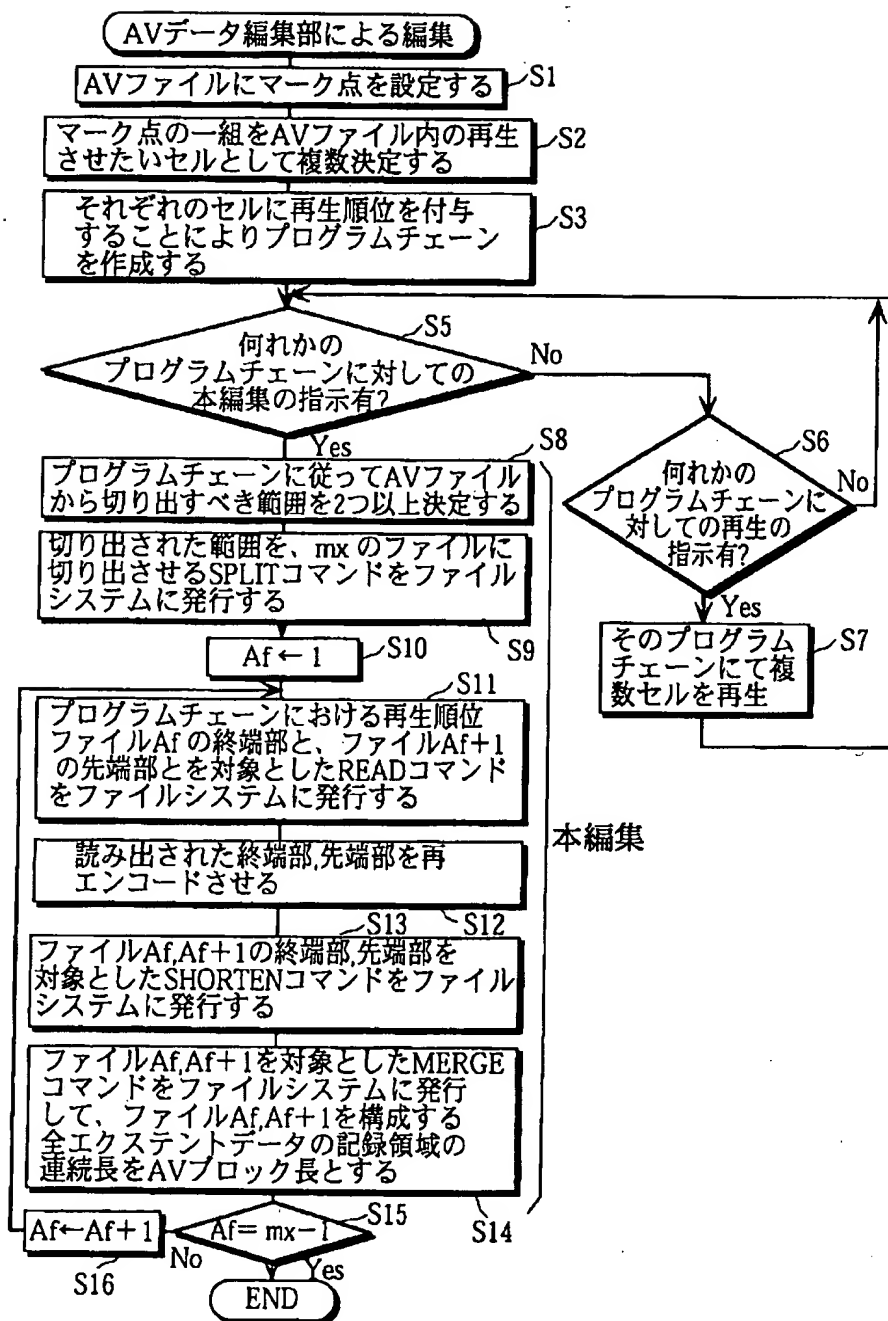 AVデータ編集部による編集
AVファイルにマーク点を設定する
S1
マーク点の一組をAVファイル内の再生
させたいセルとして複数決定する
S2
それぞれのセルに再生順位を付与
することによりプログラムチェーン
を作成する
S3
S5
何れかの
プログラムチェーンに対しての
本編集の指示有?
No
Yes
S6
何れかの
プログラムチェーンに
対しての再生の
指示有?
No
Yes
S7
そのプログラム
チェーンにて複
数セルを再生
S8
プログラムチェーンに従ってAVファイル
から切り出すべき範囲を2つ以上決定する
切り出された範囲を、mxのファイルに
切り出させるSPLITコマンドをファイル
システムに発行する
S9
Af←1
S10
S11
プログラムチェーンにおける再生順位
ファイルAfの終端部と、ファイルAf+1
の先端部とを対象としたREADコマンド
をファイルシステムに発行する
本編集
読み出された終端部,先端部を再
エンコードさせる
S12
S13
ファイルAf,Af+1の終端部,先端部を
対象としたSHORTENコマンドをファイル
システムに発行する
ファイルAf,Af+1を対象としたMERGE
コマンドをファイルシステムに発行
して、ファイルAf,Af+1を構成する
全エクステントデータの記録領域の
連続長をAVブロック長とする
S14
Af=mx-1
S15
Af←Af+1
S16
No
Yes
END